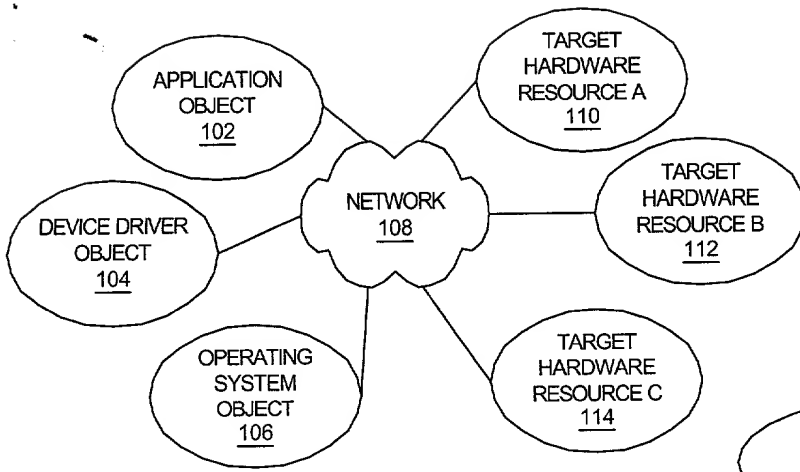 APPLICATION
OBJECT
102
TARGET
HARDWARE
RESOURCE A
110
DEVICE DRIVER
OBJECT
104
NETWORK
108
TARGET
HARDWARE
RESOURCE B
112
OPERATING
SYSTEM
OBJECT
106
TARGET
HARDWARE
RESOURCE C
114